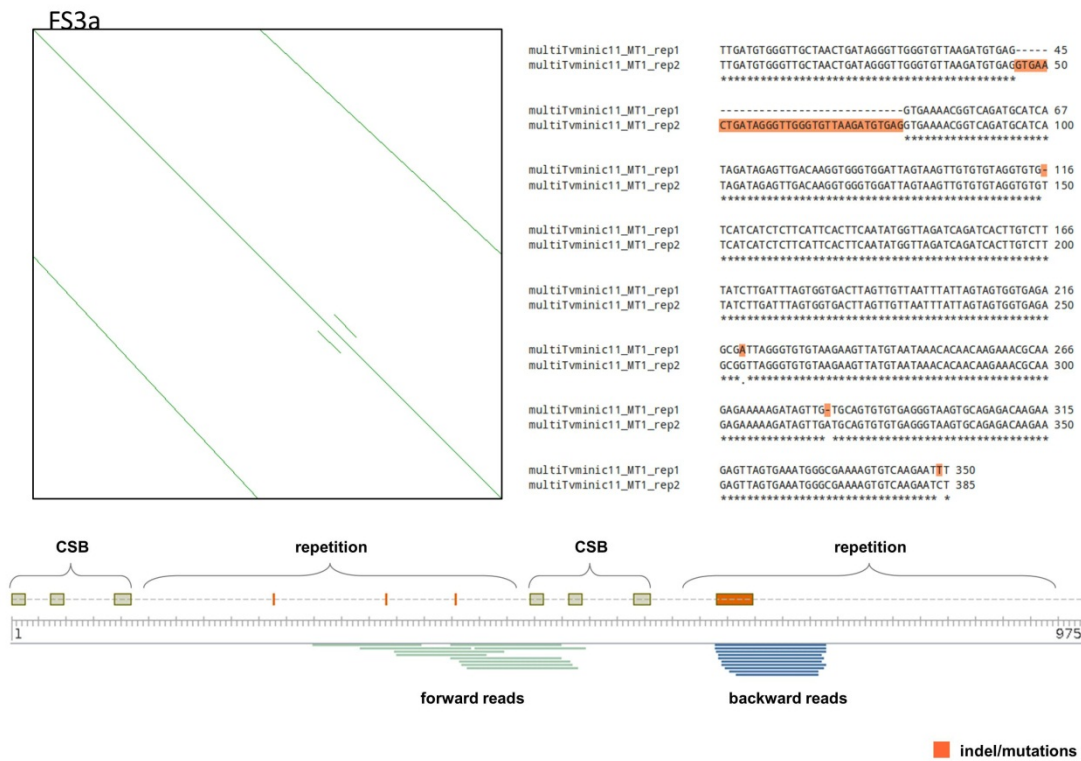 FS3a
multiTvminic11_MT1_rep1 TTGATGTGGGTTGCTAACTGATAGGGTTGGGTGTTAAGATGTGAG----- 45
multiTvminic11_MT1_rep2 TTGATGTGGGTTGCTAACTGATAGGGTTGGGTGTTAAGATGTGAGGTGAA 50
*********************************************
multiTvminic11_MT1_rep1 ----------------------------GTGAAAACGGTCAGATGCATCA 67
multiTvminic11_MT1_rep2 CTGATAGGGTTGGGTGTTAAGATGTGAGGTGAAAACGGTCAGATGCATCA 100
**********************
multiTvminic11_MT1_rep1 TAGATAGAGTTGACAAGGTGGGTGGATTAGTAAGTTGTGTGTAGGTGTG- 116
multiTvminic11_MT1_rep2 TAGATAGAGTTGACAAGGTGGGTGGATTAGTAAGTTGTGTGTAGGTGTGT 150
*************************************************
multiTvminic11_MT1_rep1 TCATCATCTCTTCATTCACTTCAATATGGTTAGATCAGATCACTTGTCTT 166
multiTvminic11_MT1_rep2 TCATCATCTCTTCATTCACTTCAATATGGTTAGATCAGATCACTTGTCTT 200
**************************************************
multiTvminic11_MT1_rep1 TATCTTGATTTAGTGGTGACTTAGTTGTTAATTTATTAGTAGTGGTGAGA 216
multiTvminic11_MT1_rep2 TATCTTGATTTAGTGGTGACTTAGTTGTTAATTTATTAGTAGTGGTGAGA 250
**************************************************
multiTvminic11_MT1_rep1 GCGATTAGGGTGTGTAAGAAGTTATGTAATAAACACAACAAGAAACGCAA 266
multiTvminic11_MT1_rep2 GCGGTTAGGGTGTGTAAGAAGTTATGTAATAAACACAACAAGAAACGCAA 300
***.**********************************************
multiTvminic11_MT1_rep1 GAGAAAAAGATAGTTG-TGCAGTGTGTGAGGGTAAGTGCAGAGACAAGAA 315
multiTvminic11_MT1_rep2 GAGAAAAAGATAGTTGATGCAGTGTGTGAGGGTAAGTGCAGAGACAAGAA 350
**************** *********************************
multiTvminic11_MT1_rep1 GAGTTAGTGAAATGGGCGAAAAGTGTCAAGAATTT 350
multiTvminic11_MT1_rep2 GAGTTAGTGAAATGGGCGAAAAGTGTCAAGAATCT 385
********************************* *
CSB repetition CSB repetition
1 975
forward reads backward reads
indel/mutations